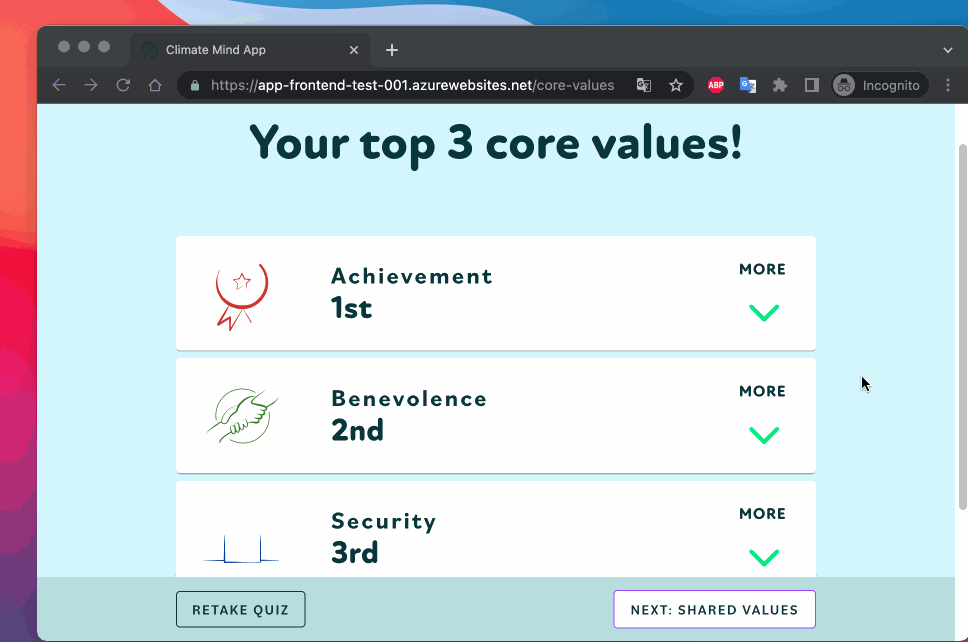 Climate Mind App
https://app-frontend-test-001.azurewebsites.net/core-values
ABP
G
Incognito
Your top 3 core values!
Achievement
1st
MORE
Benevolence
2nd
MORE
Security
3rd
MORE
RETAKE QUIZ
NEXT: SHARED VALUES